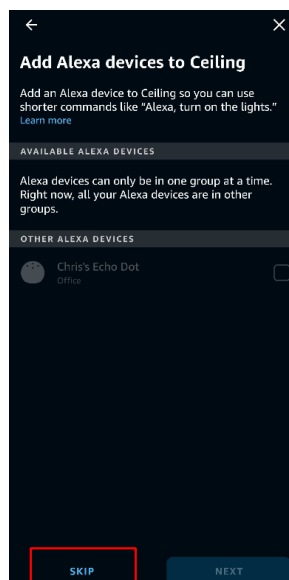 Add Alexa devices to Ceiling
Add an Alexa device to Ceiling so you can use
shorter commands like “Alexa, turn on the lights.”
Learn more
AVAILABLE ALEXA DEVICES
Alexa devices can only be in one group at a time.
Right now, all your Alexa devices are in other
groups.
OTHER ALEXA DEVICES
Chris's Echo Dot
Office
SKIP
NEXT